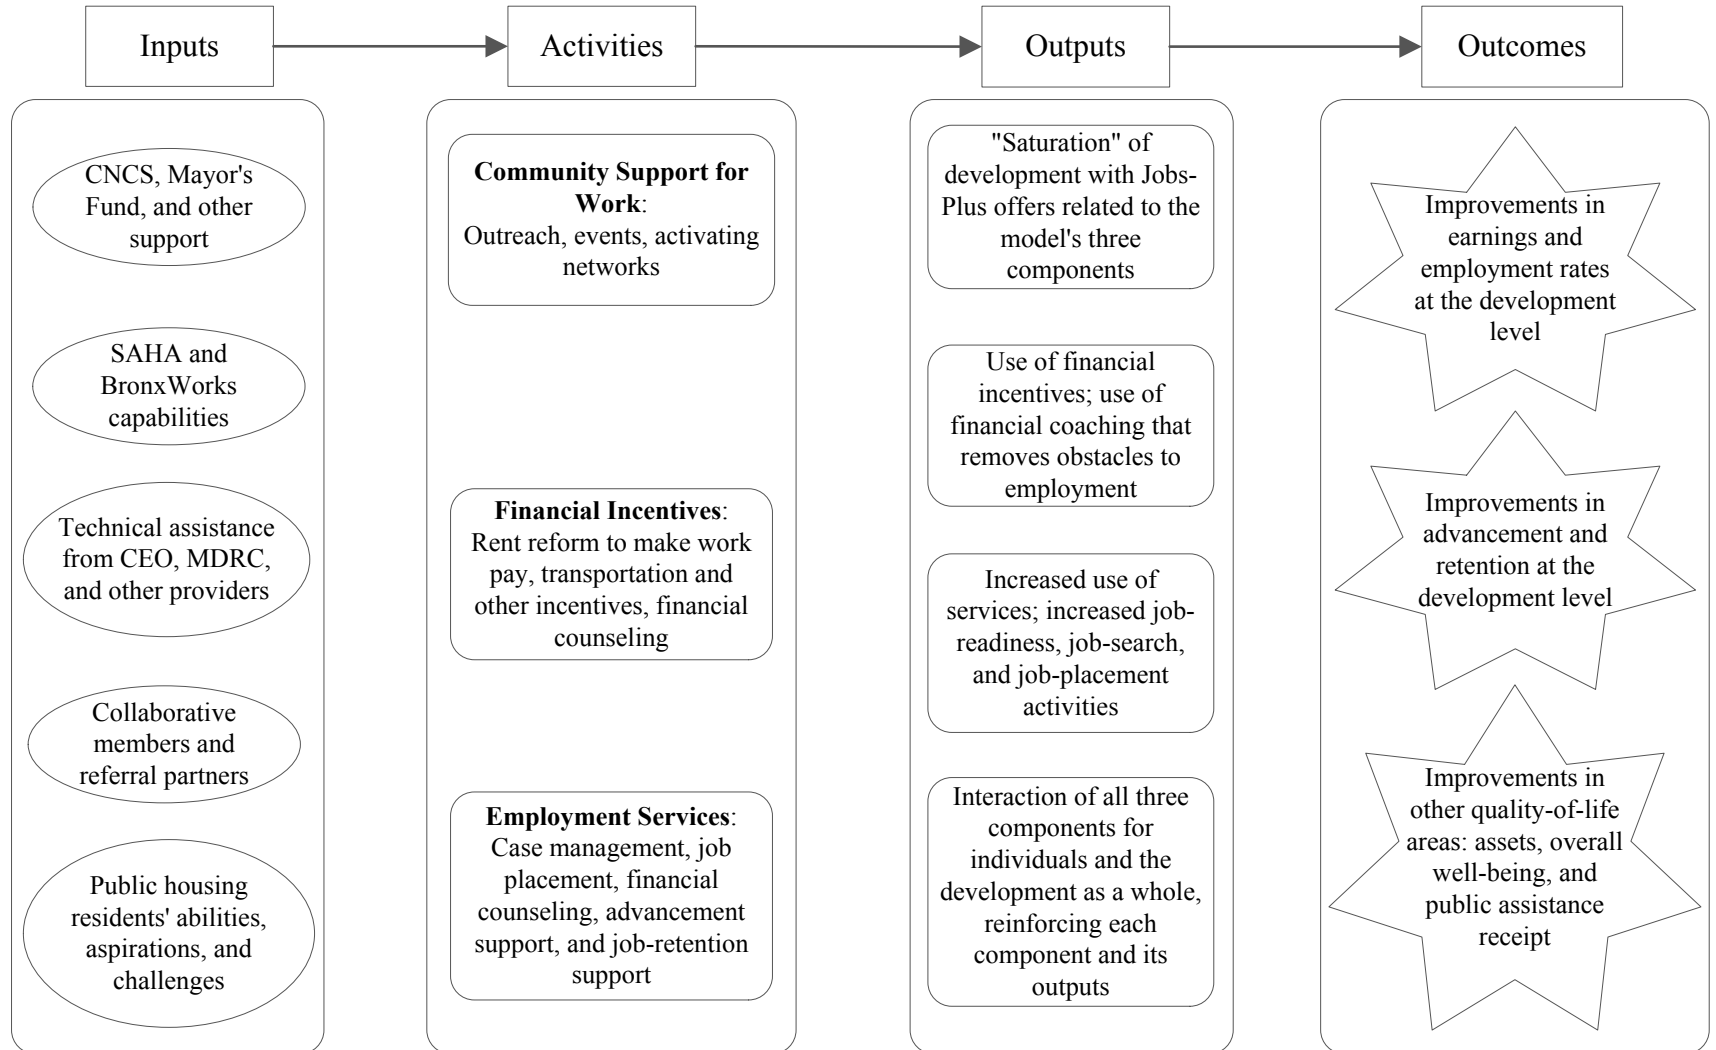 Inputs
Activities
Outputs
Outcomes
CNCS, Mayor's
Fund, and other
support
SAHA and
BronxWorks
capabilities
Technical assistance
from CEO, MDRC,
and other providers
Collaborative
members and
referral partners
Public housing
residents' abilities,
aspirations, and
challenges
Community Support for
Work:
Outreach, events, activating
networks
Financial Incentives:
Rent reform to make work
pay, transportation and
other incentives, financial
counseling
Employment Services:
Case management, job
placement, financial
counseling, advancement
support, and job-retention
support
"Saturation" of
development with Jobs-
Plus offers related to the
model's three
components
Use of financial
incentives; use of
financial coaching that
removes obstacles to
employment
Increased use of
services; increased job-
readiness, job-search,
and job-placement
activities
Interaction of all three
components for
individuals and the
development as a whole,
reinforcing each
component and its
outputs
Improvements in
earnings and
employment rates
at the development
level
Improvements in
advancement and
retention at the
development level
Improvements in
other quality-of-life
areas: assets, overall
well-being, and
public assistance
receipt